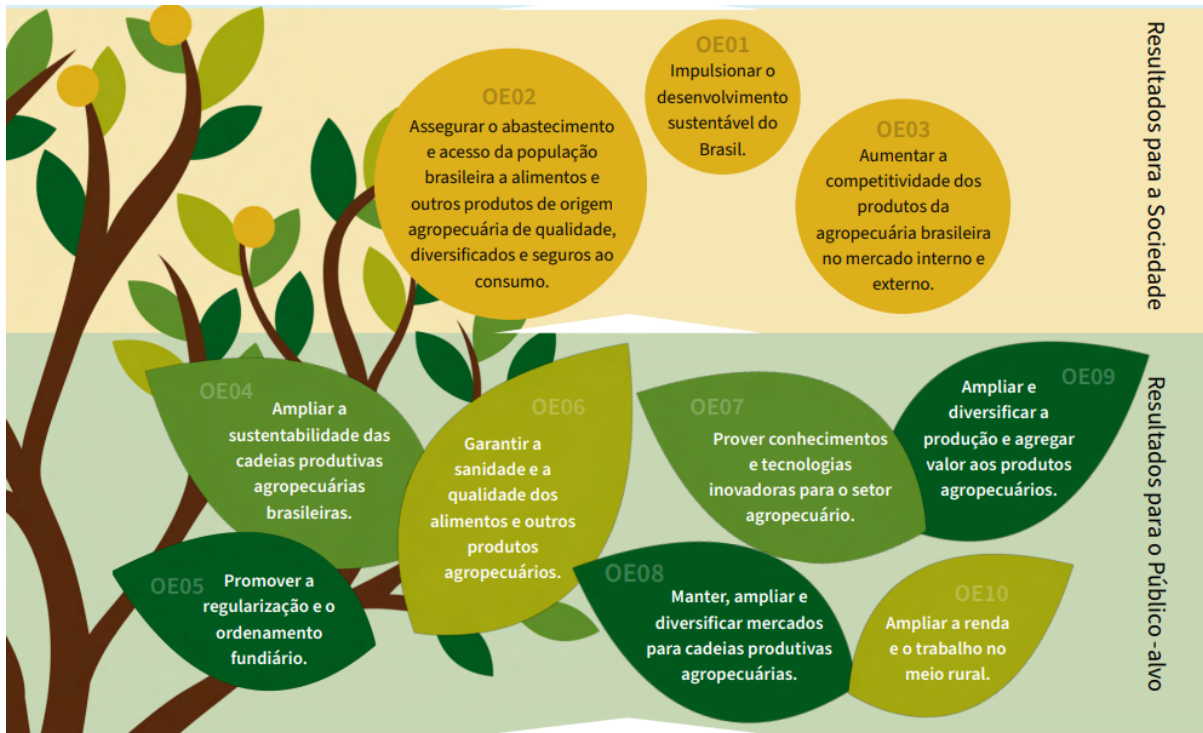 OE01
Impulsionar o
desenvolvimento
sustentável do
Brasil.
OE02
Assegurar o abastecimento
e acesso da população
brasileira a alimentos e
outros produtos de origem
agropecuária de qualidade,
diversificados e seguros ao
consumo.
OE03
Aumentar a
competitividade dos
produtos da
agropecuária brasileira
no mercado interno e
externo.
Resultados para a Sociedade
OE04
Ampliar a
sustentabilidade das
cadeias produtivas
agropecuárias
brasileiras.
OE05
Promover a
regularização e o
ordenamento
fundiário.
OE06
Garantir a
sanidade e a
qualidade dos
alimentos e outros
produtos
agropecuários.
OE07
Prover conhecimentos
e tecnologias
inovadoras para o setor
agropecuário.
OE08
Manter, ampliar e
diversificar mercados
para cadeias produtivas
agropecuárias.
OE09
Ampliar e
diversificar a
produção e agregar
valor aos produtos
agropecuários.
OE10
Ampliar a renda
e o trabalho no
meio rural.
Resultados para o Público -alvo